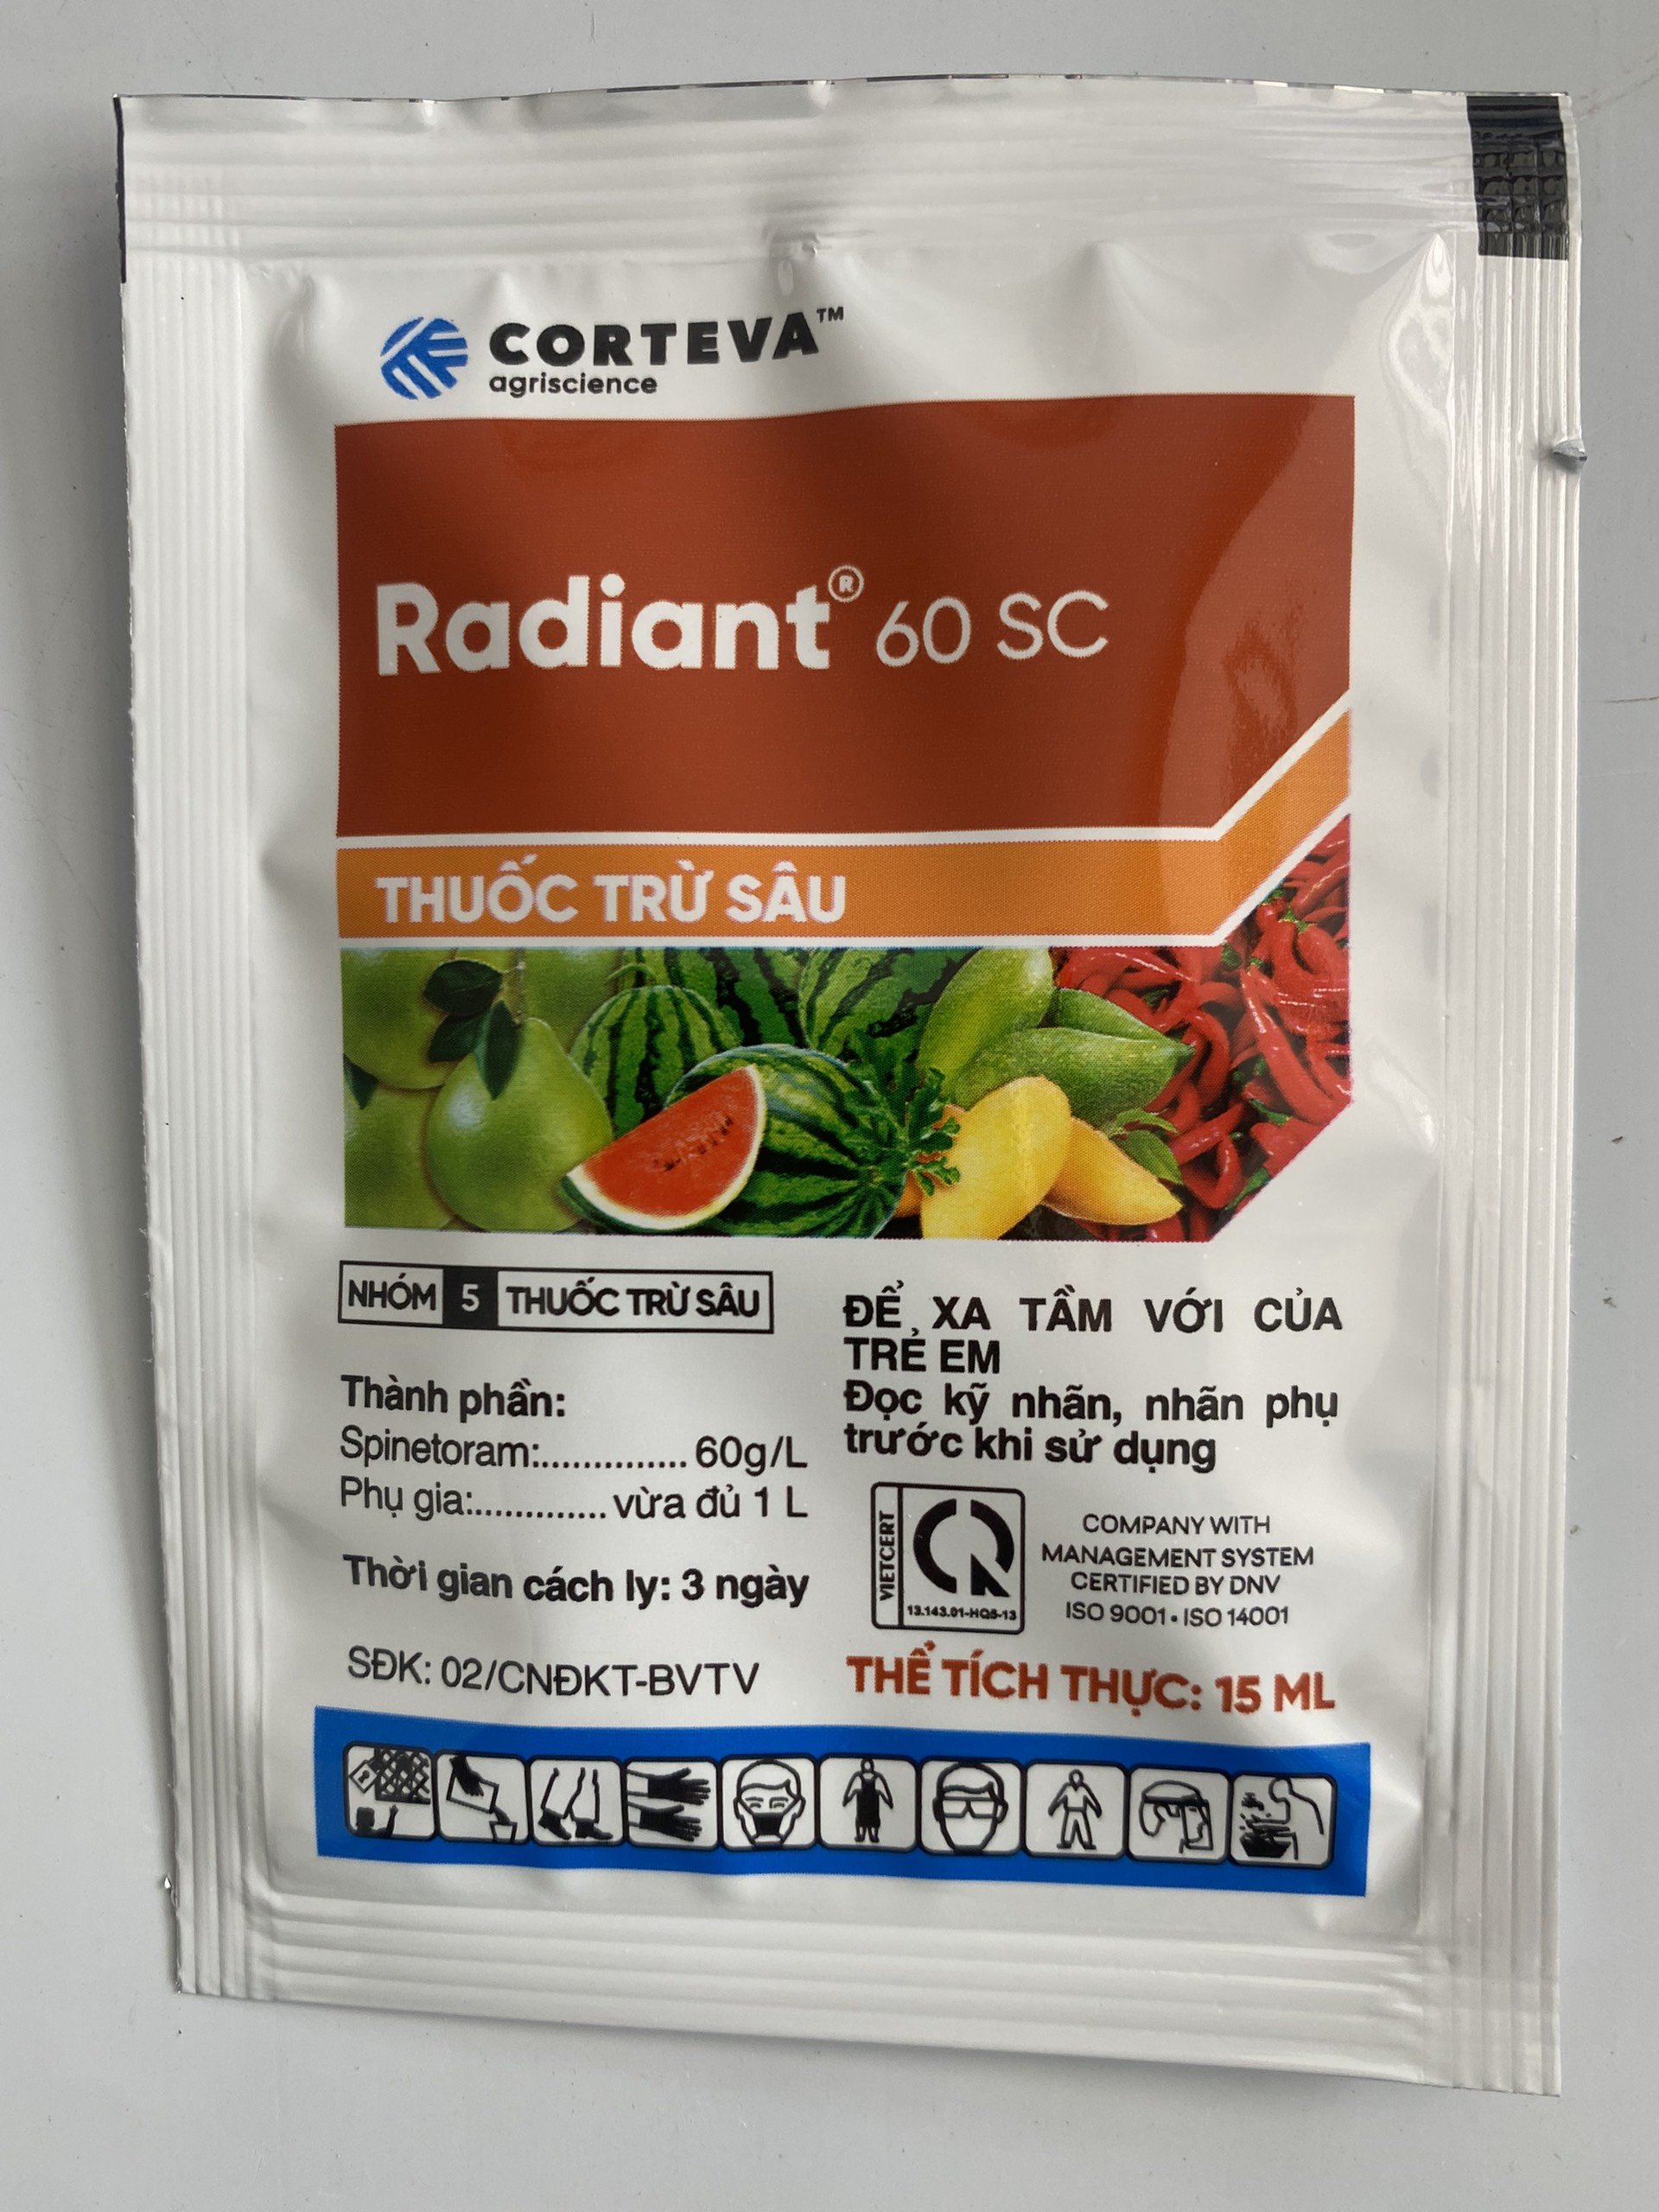 CORTEVA™
agriscience
Radiant® 60 SC
THUỐC TRỪ SÂU
NHÓM 5 THUỐC TRỪ SÂU
Thành phần:
Spinetoram:.............. 60g/L
Phụ gia:............. vừa đủ 1 L
Thời gian cách ly: 3 ngày
SĐK: 02/CNĐKT-BVTV
ĐỂ XA TẦM VỚI CỦA
TRẺ EM
Đọc kỹ nhãn, nhãn phụ
trước khi sử dụng
VIETCERT
13.143.01-HQ5-13
COMPANY WITH
MANAGEMENT SYSTEM
CERTIFIED BY DNV
ISO 9001 • ISO 14001
THỂ TÍCH THỰC: 15 ML